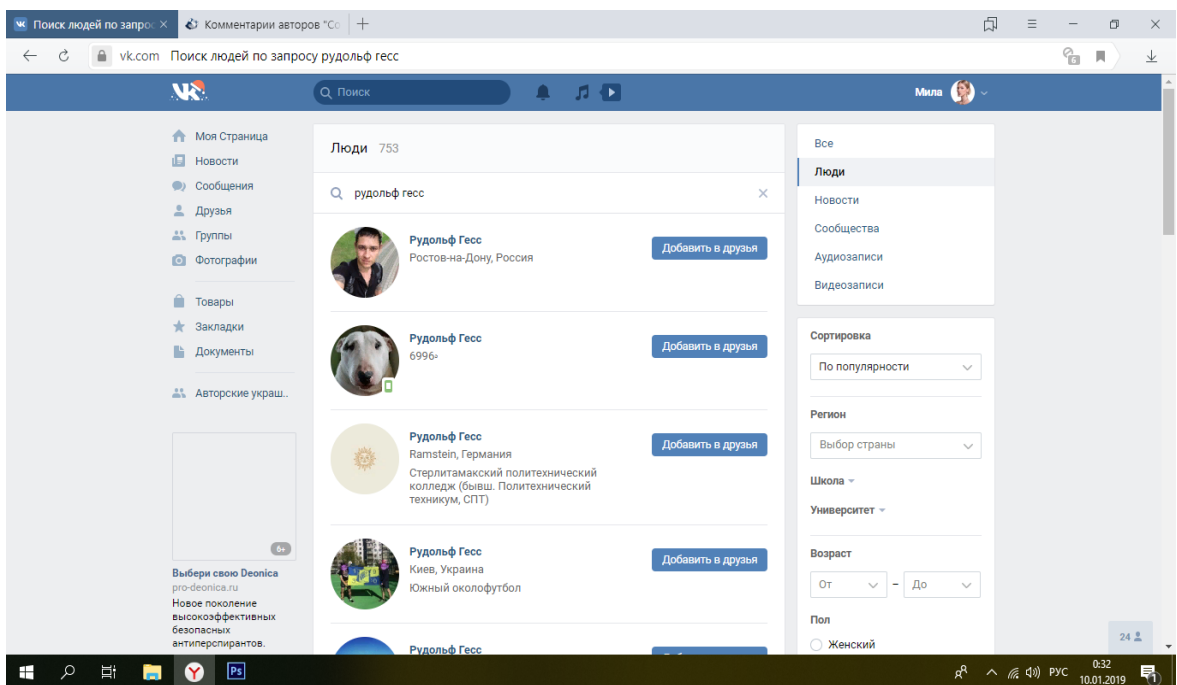 Поиск людей по запрос
Комментарии авторов "Со
vk.com Поиск людей по запросу рудольф гесс
6
Поиск
Мила
Моя Страница
Новости
Сообщения
Друзья
Группы
Фотографии
Товары
Закладки
Документы
Авторские украш..
6+
Выбери свою Deonica
pro-deonica.ru
Новое поколение
высокоэффективных
безопасных
антиперспирантов.
Люди 753
рудольф гесс
Рудольф Гесс
Ростов-на-Дону, Россия
Добавить в друзья
Рудольф Гесс
Добавить в друзья
Рудольф Гесс
Ramstein, Германия
Стерлитамакский политехнический
колледж (бывш. Политехнический
техникум, СПТ)
Добавить в друзья
Рудольф Гесс
Киев, Украина
Южный околофутбол
Добавить в друзья
Рудольф Гесс
Все
Люди
Новости
Сообщества
Аудиозаписи
Видеозаписи
Сортировка
По популярности
Регион
Выбор страны
Школа
Университет
Возраст
От – До
Пол
Женский
24
Ps
РУС
0:32
10.01.2019
1